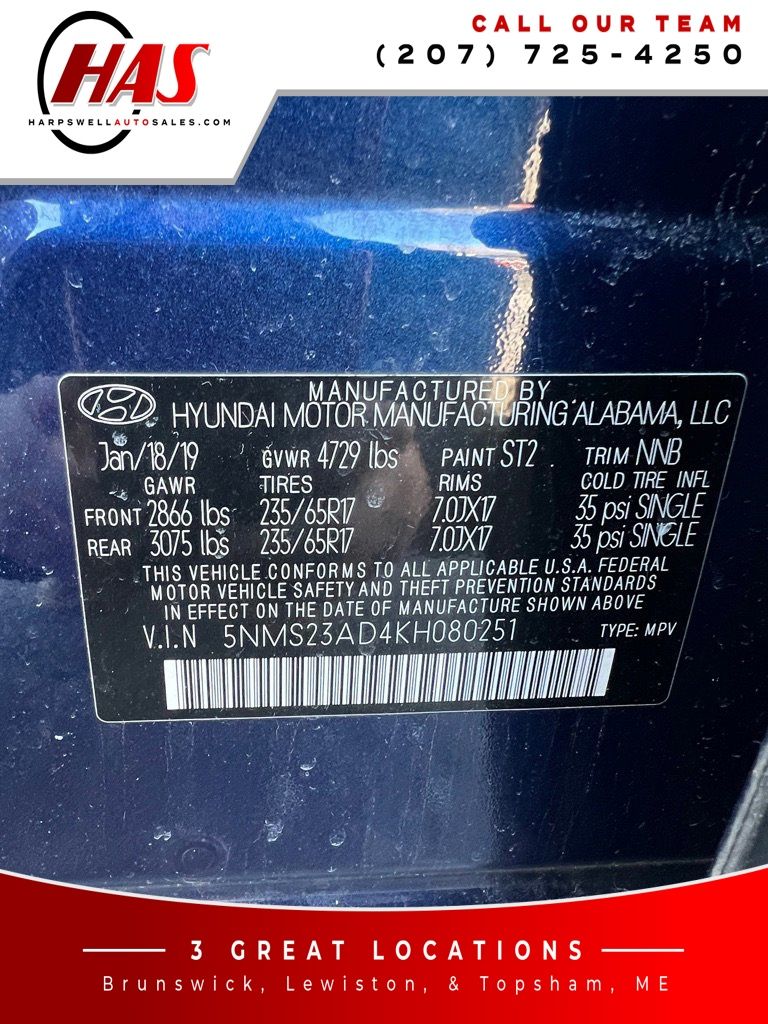 CALL OUR TEAM
(207) 725-4250
HAS
HARPSWELLAUTOSALES.COM
MANUFACTURED BY
HYUNDAI MOTOR MANUFACTURING ALABAMA, LLC
Jan/18/19 GVWR 4729 lbs PAINT ST2 TRIM NNB
GAWR TIRES RIMS COLD TIRE INFL
FRONT 2866 lbs 235/65R17 7.0JX17 35 psi SINGLE
REAR 3075 lbs 235/65R17 7.0JX17 35 psi SINGLE
THIS VEHICLE CONFORMS TO ALL APPLICABLE U.S.A. FEDERAL
MOTOR VEHICLE SAFETY AND THEFT PREVENTION STANDARDS
IN EFFECT ON THE DATE OF MANUFACTURE SHOWN ABOVE
V.I.N 5NMS23AD4KH080251 TYPE: MPV
3 GREAT LOCATIONS
Brunswick, Lewiston, & Topsham, ME